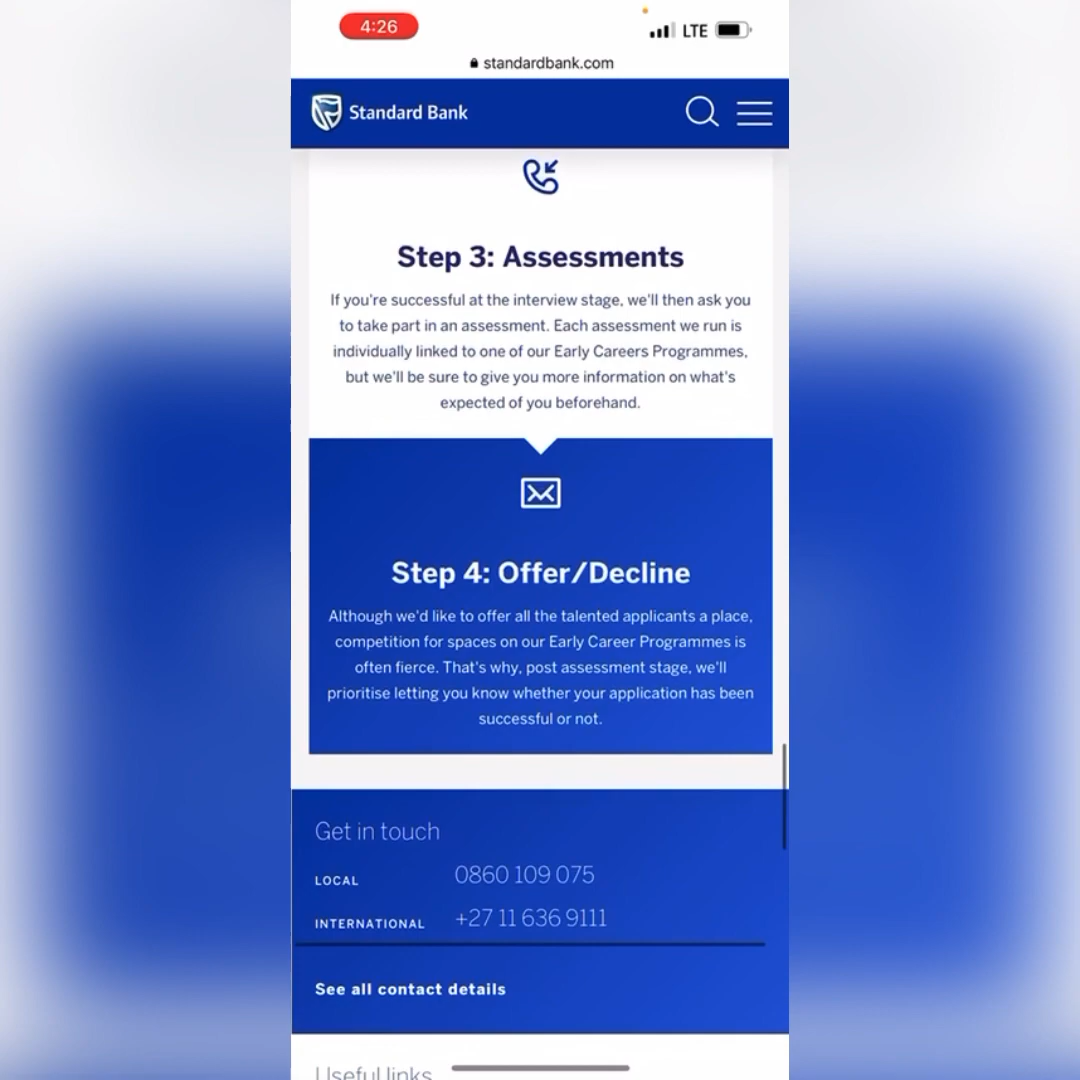 4:26
LTE
standardbank.com
Standard Bank
Step 3: Assessments
If you're successful at the interview stage, we'll then ask you
to take part in an assessment. Each assessment we run is
individually linked to one of our Early Careers Programmes,
but we'll be sure to give you more information on what's
expected of you beforehand.
Step 4: Offer/Decline
Although we'd like to offer all the talented applicants a place,
competition for spaces on our Early Career Programmes is
often fierce. That's why, post assessment stage, we'll
prioritise letting you know whether your application has been
successful or not.
Get in touch
LOCAL 0860 109 075
INTERNATIONAL +27 11 636 9111
See all contact details
Useful links